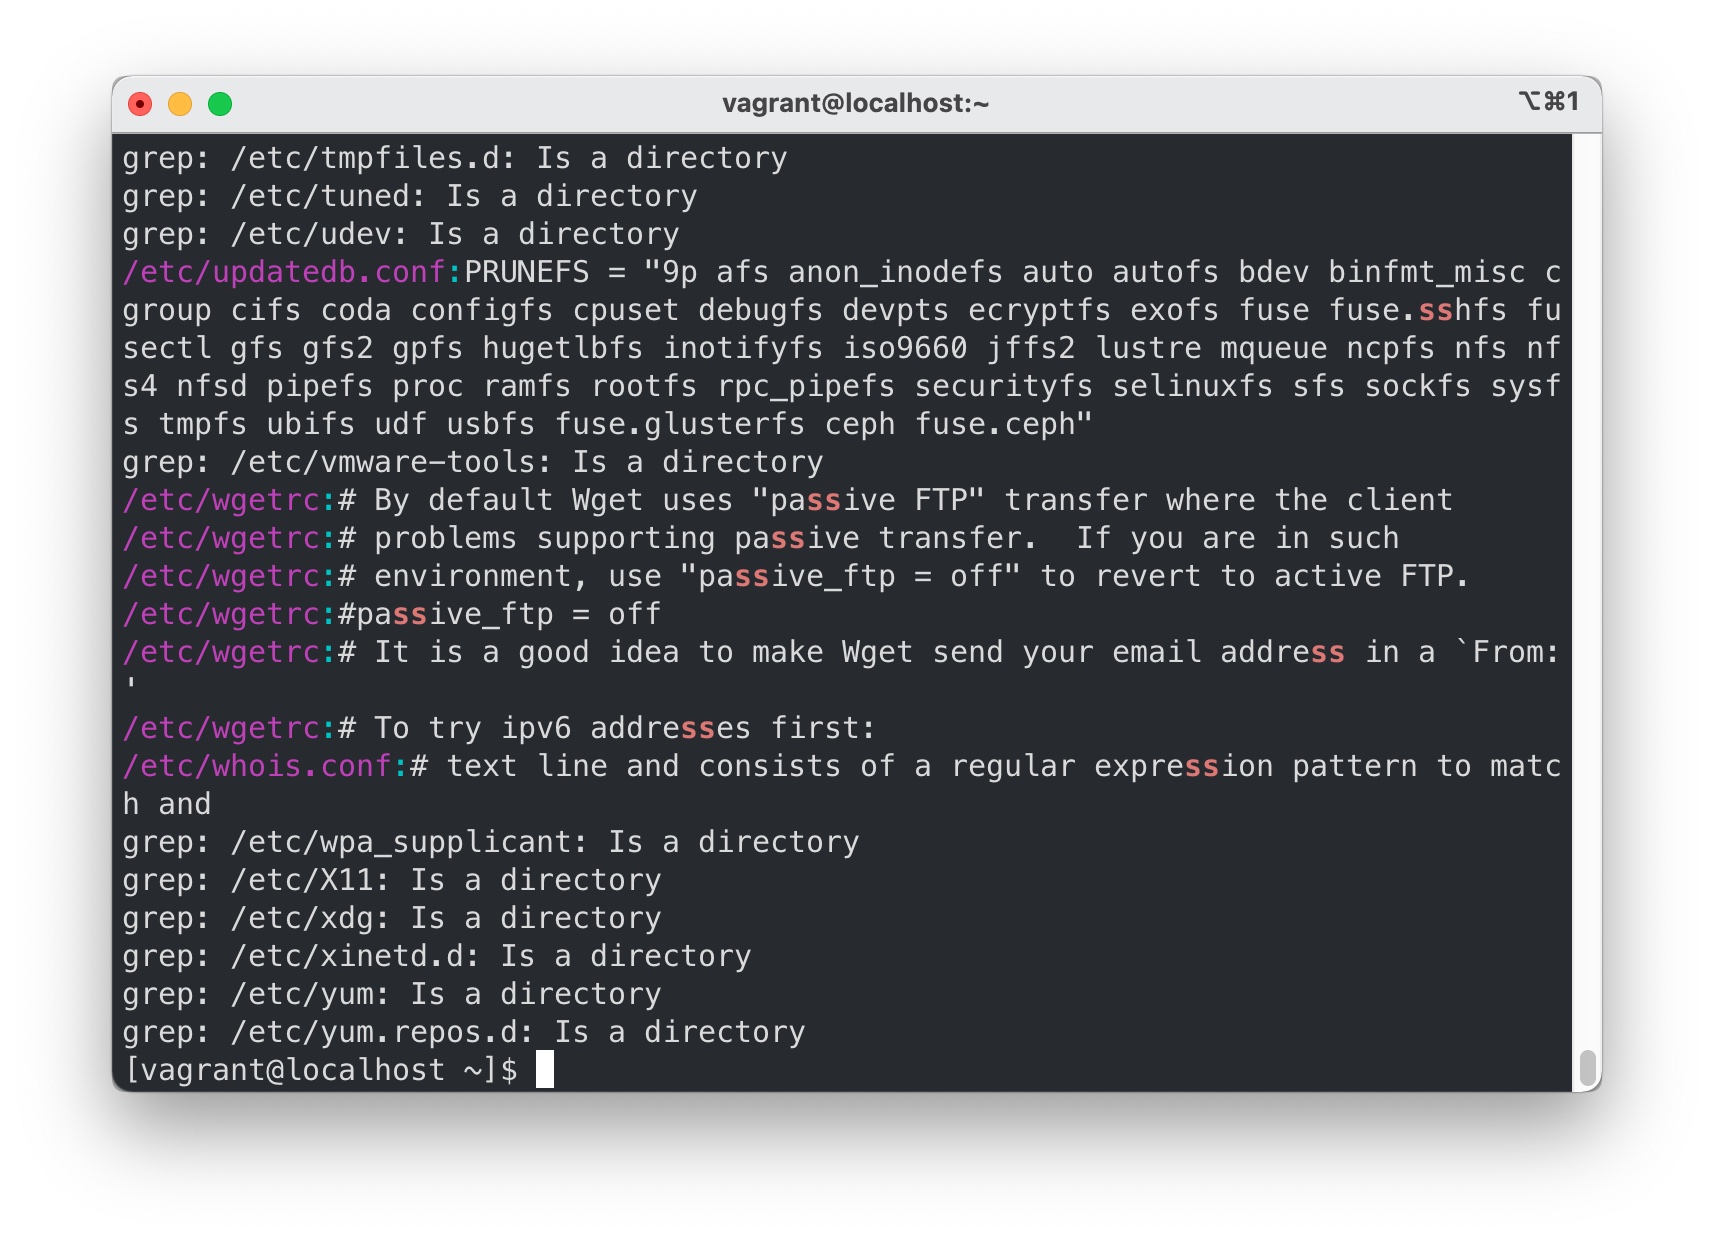 vagrant@localhost:~
⌥⌘1
grep: /etc/tmpfiles.d: Is a directory
grep: /etc/tuned: Is a directory
grep: /etc/udev: Is a directory
/etc/updatedb.conf:PRUNEFS = "9p afs anon_inodefs auto autofs bdev binfmt_misc c
group cifs coda configfs cpuset debugfs devpts ecryptfs exofs fuse fuse.sshfs fu
sectl gfs gfs2 gpfs hugetlbfs inotifyfs iso9660 jffs2 lustre mqueue ncpfs nfs nf
s4 nfsd pipefs proc ramfs rootfs rpc_pipefs securityfs selinuxfs sfs sockfs sysf
s tmpfs ubifs udf usbfs fuse.glusterfs ceph fuse.ceph"
grep: /etc/vmware-tools: Is a directory
/etc/wgetrc:# By default Wget uses "passive FTP" transfer where the client
/etc/wgetrc:# problems supporting passive transfer.  If you are in such
/etc/wgetrc:# environment, use "passive_ftp = off" to revert to active FTP.
/etc/wgetrc:#passive_ftp = off
/etc/wgetrc:# It is a good idea to make Wget send your email address in a `From:
'
/etc/wgetrc:# To try ipv6 addresses first:
/etc/whois.conf:# text line and consists of a regular expression pattern to matc
h and
grep: /etc/wpa_supplicant: Is a directory
grep: /etc/X11: Is a directory
grep: /etc/xdg: Is a directory
grep: /etc/xinetd.d: Is a directory
grep: /etc/yum: Is a directory
grep: /etc/yum.repos.d: Is a directory
[vagrant@localhost ~]$